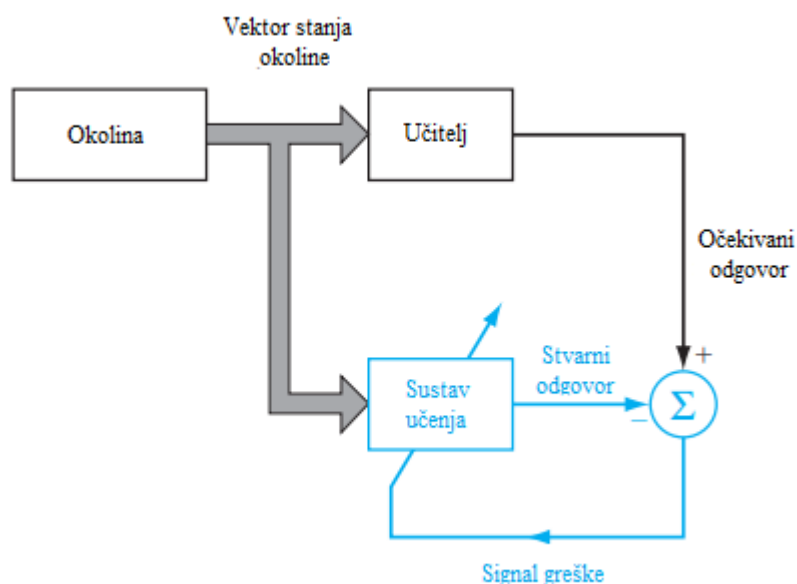 Vektor stanja
okoline
Okolina
Učitelj
Očekivani
odgovor
+
Stvarni
odgovor
Sustav
učenja
Σ
−
Signal greške